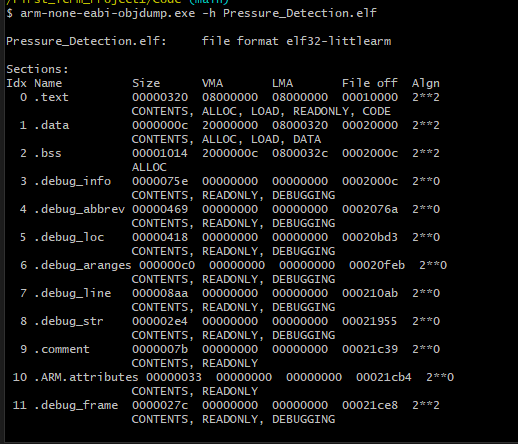 /First_Term_Project1/Code (main)
$ arm-none-eabi-objdump.exe -h Pressure_Detection.elf

Pressure_Detection.elf:     file format elf32-littlearm

Sections:
Idx Name          Size      VMA       LMA       File off  Algn
  0 .text         00000320  08000000  08000000  00010000  2**2
                  CONTENTS, ALLOC, LOAD, READONLY, CODE
  1 .data         0000000c  20000000  08000320  00020000  2**2
                  CONTENTS, ALLOC, LOAD, DATA
  2 .bss          00001014  2000000c  0800032c  0002000c  2**2
                  ALLOC
  3 .debug_info   0000075e  00000000  00000000  0002000c  2**0
                  CONTENTS, READONLY, DEBUGGING
  4 .debug_abbrev 00000469  00000000  00000000  0002076a  2**0
                  CONTENTS, READONLY, DEBUGGING
  5 .debug_loc    00000418  00000000  00000000  00020bd3  2**0
                  CONTENTS, READONLY, DEBUGGING
  6 .debug_aranges 000000c0  00000000  00000000  00020feb  2**0
                  CONTENTS, READONLY, DEBUGGING
  7 .debug_line   000008aa  00000000  00000000  000210ab  2**0
                  CONTENTS, READONLY, DEBUGGING
  8 .debug_str    000002e4  00000000  00000000  00021955  2**0
                  CONTENTS, READONLY, DEBUGGING
  9 .comment      0000007b  00000000  00000000  00021c39  2**0
                  CONTENTS, READONLY
 10 .ARM.attributes 00000033  00000000  00000000  00021cb4  2**0
                  CONTENTS, READONLY
 11 .debug_frame  0000027c  00000000  00000000  00021ce8  2**2
                  CONTENTS, READONLY, DEBUGGING